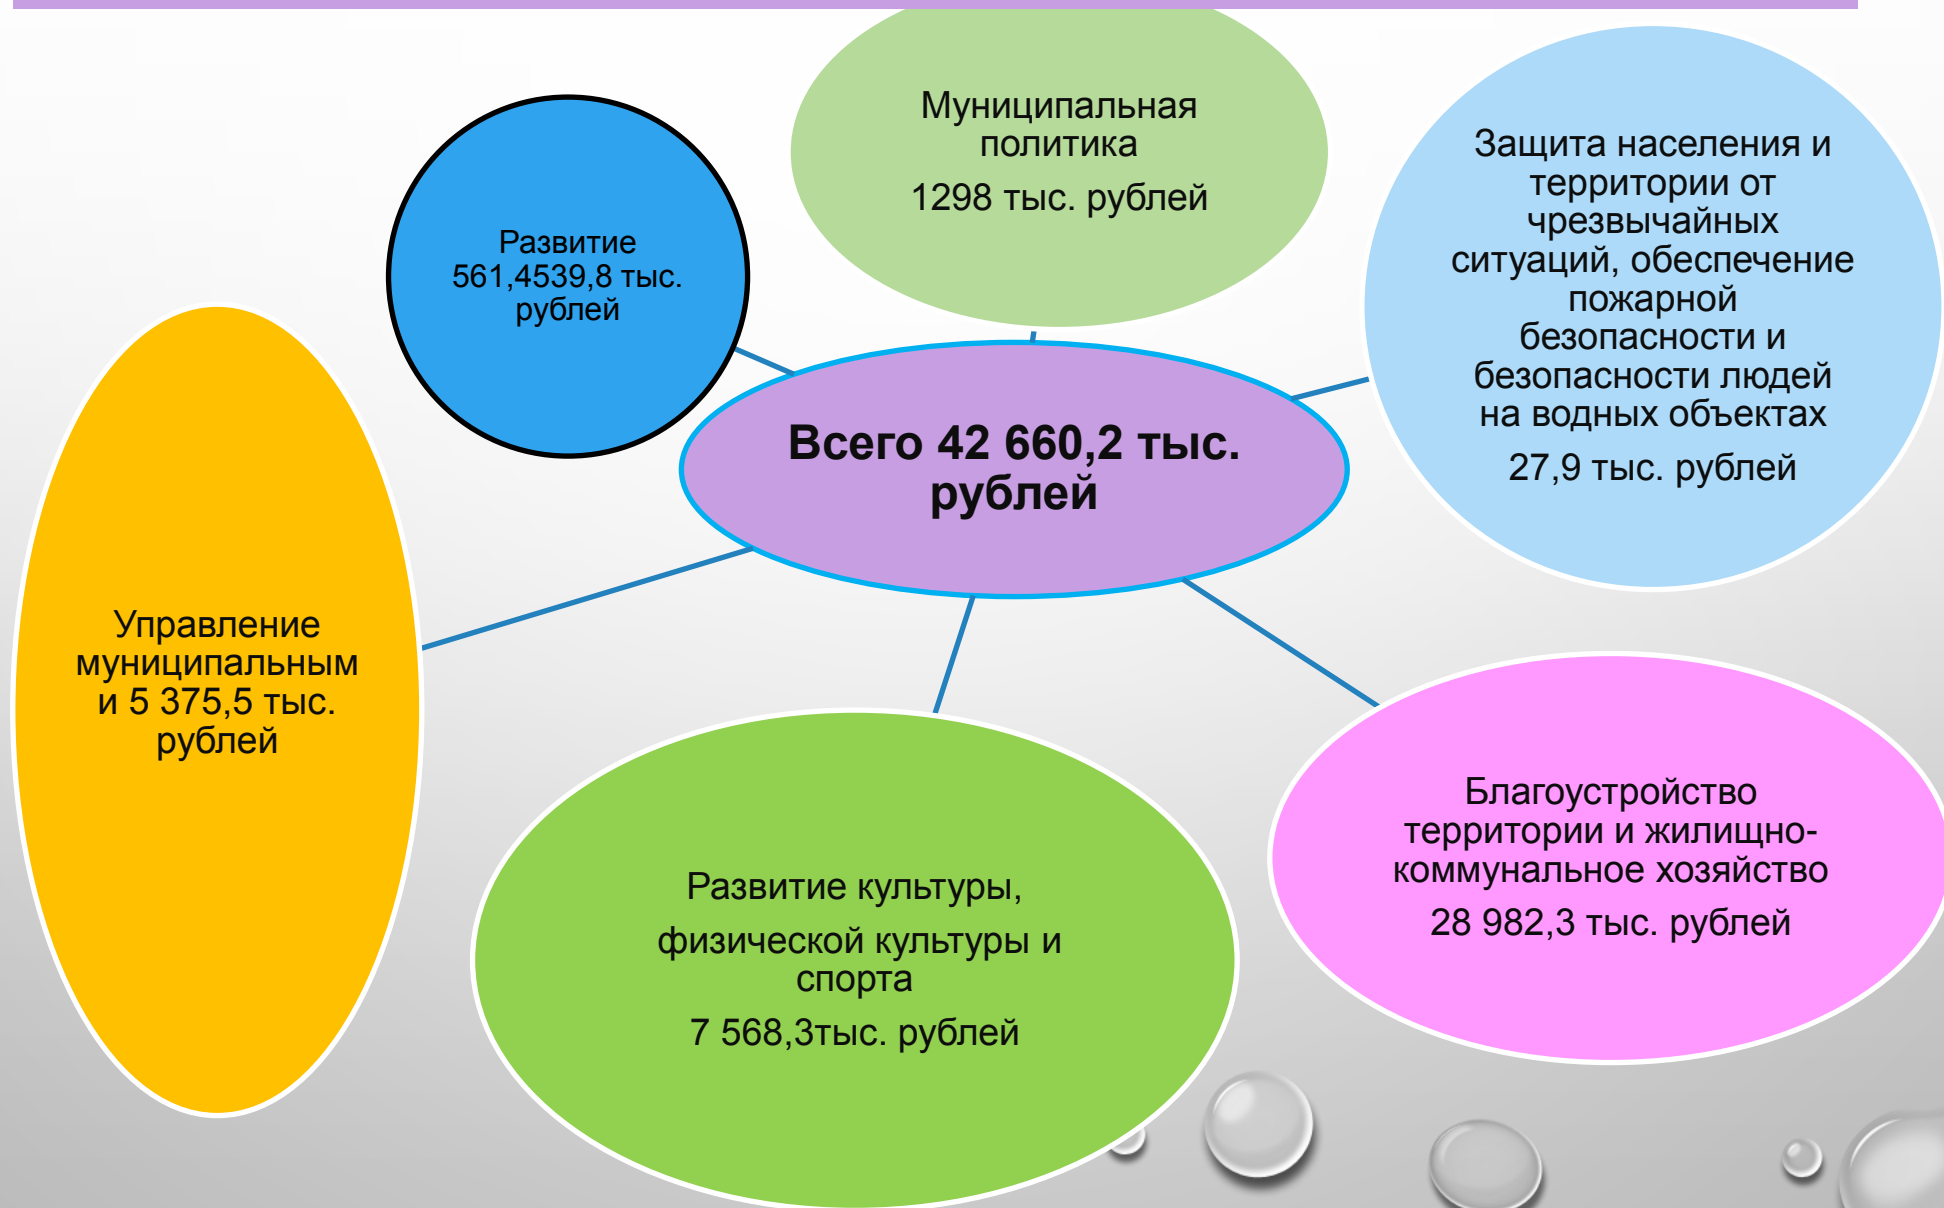 Муниципальная
политика
1298 тыс. рублей
Защита населения и
территории от
чрезвычайных
ситуаций, обеспечение
пожарной
безопасности и
безопасности людей
на водных объектах
27,9 тыс. рублей
Развитие
561,4539,8 тыс.
рублей
Всего 42 660,2 тыс.
рублей
Управление
муниципальным
и 5 375,5 тыс.
рублей
Благоустройство
территории и жилищно-
коммунальное хозяйство
28 982,3 тыс. рублей
Развитие культуры,
физической культуры и
спорта
7 568,3тыс. рублей